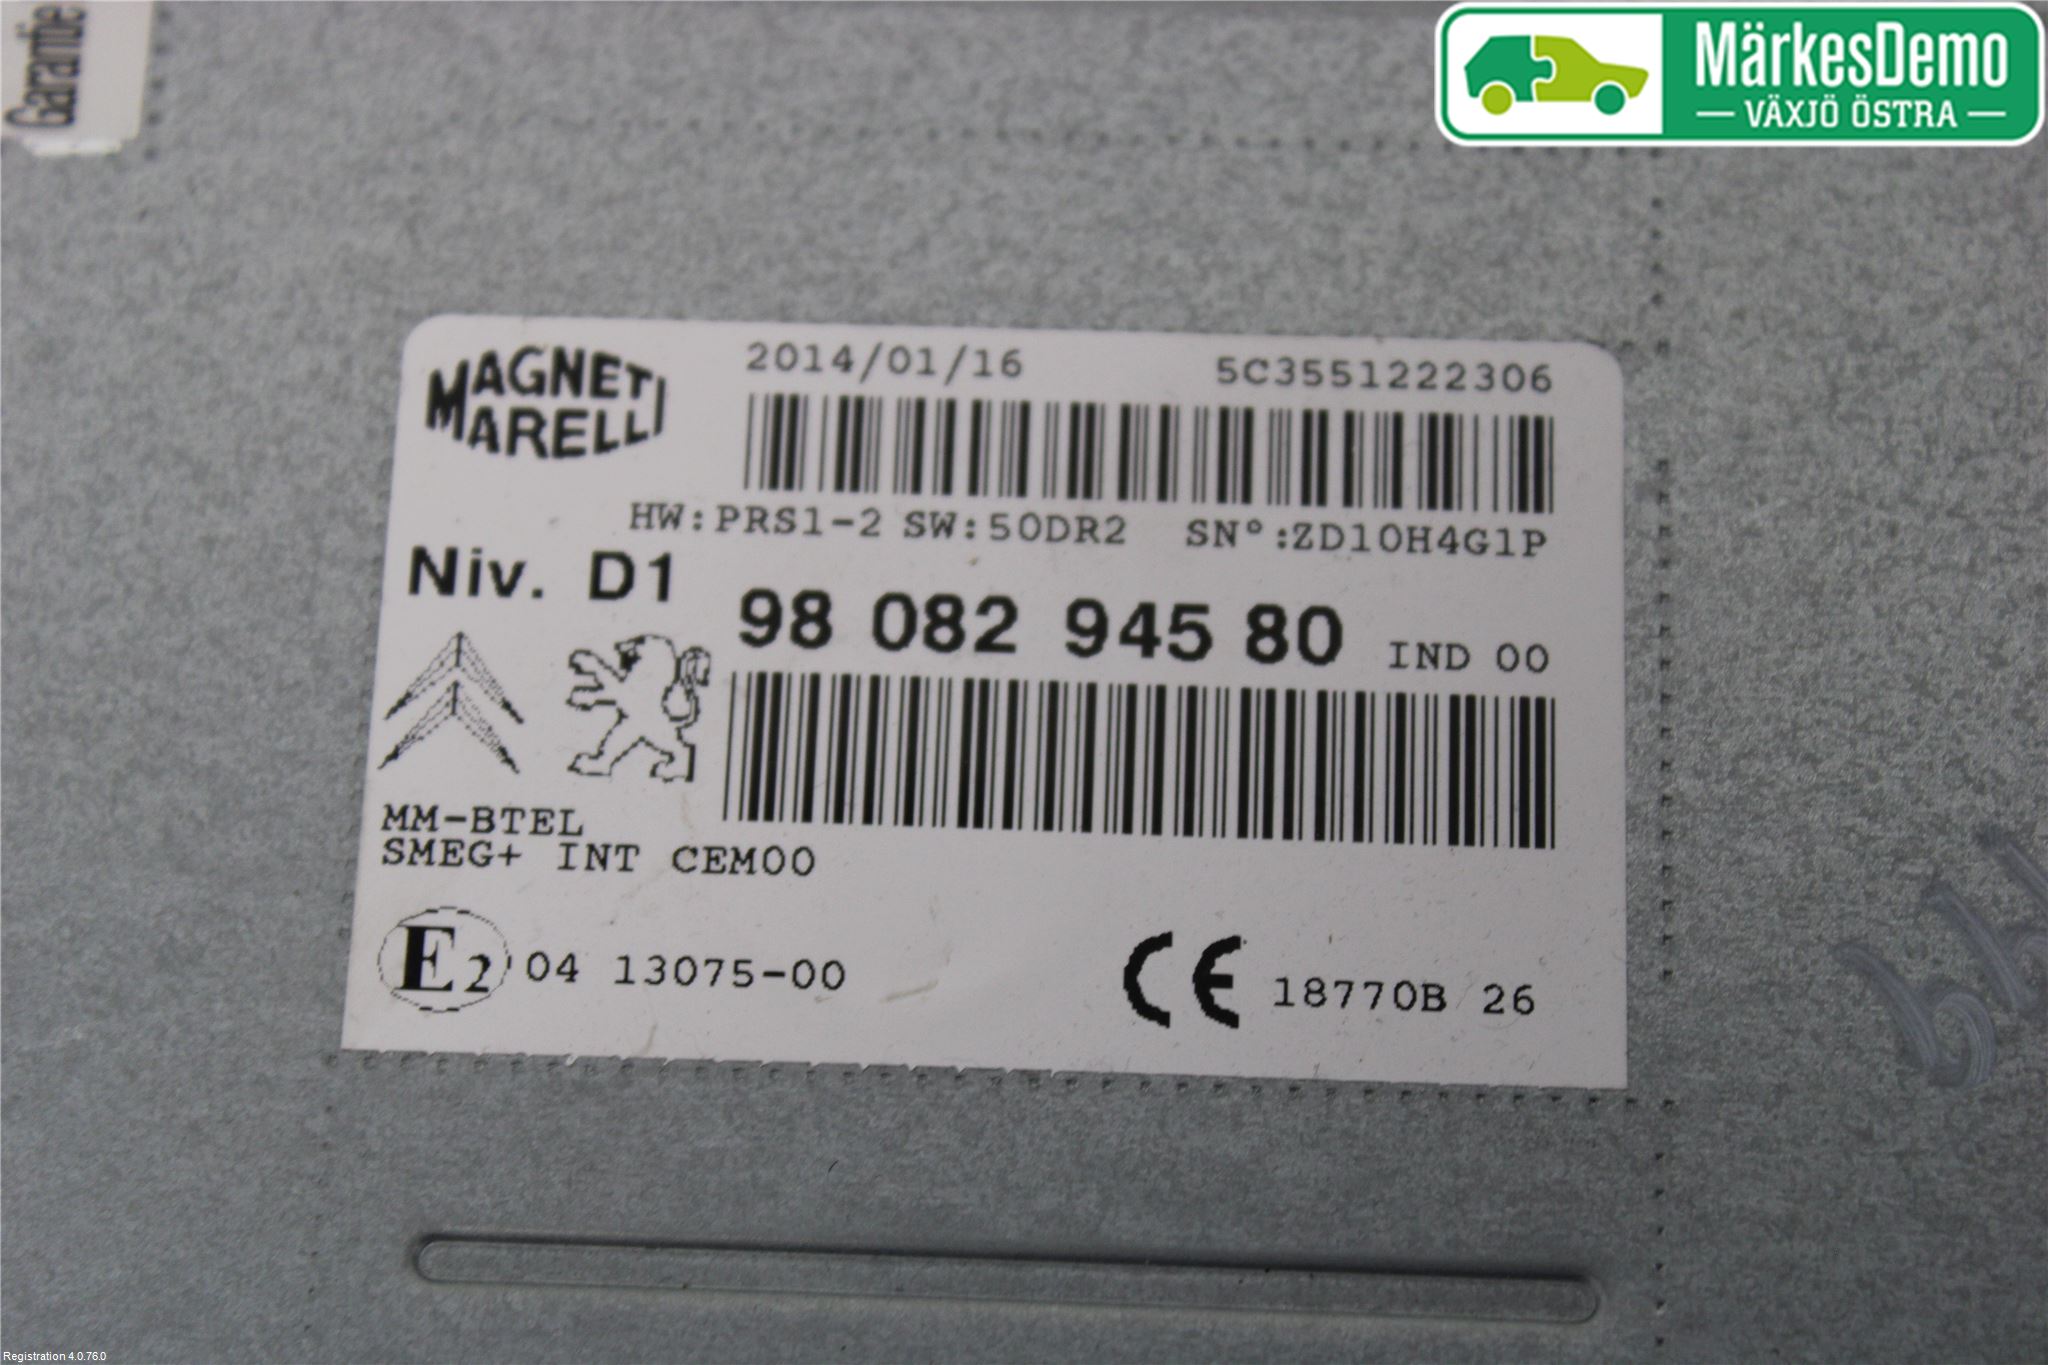 Garantie
MärkesDemo
VÄXJÖ ÖSTRA
MAGNETI
MARELLI
2014/01/16 5C3551222306
HW:PRS1-2 SW:50DR2 SN°:ZD10H4G1P
Niv. D1
98 082 945 80 IND 00
MM-BTEL
SMEG+ INT CEM00
E2 04 13075-00
CE 18770B 26
Registration 4.0.76.0